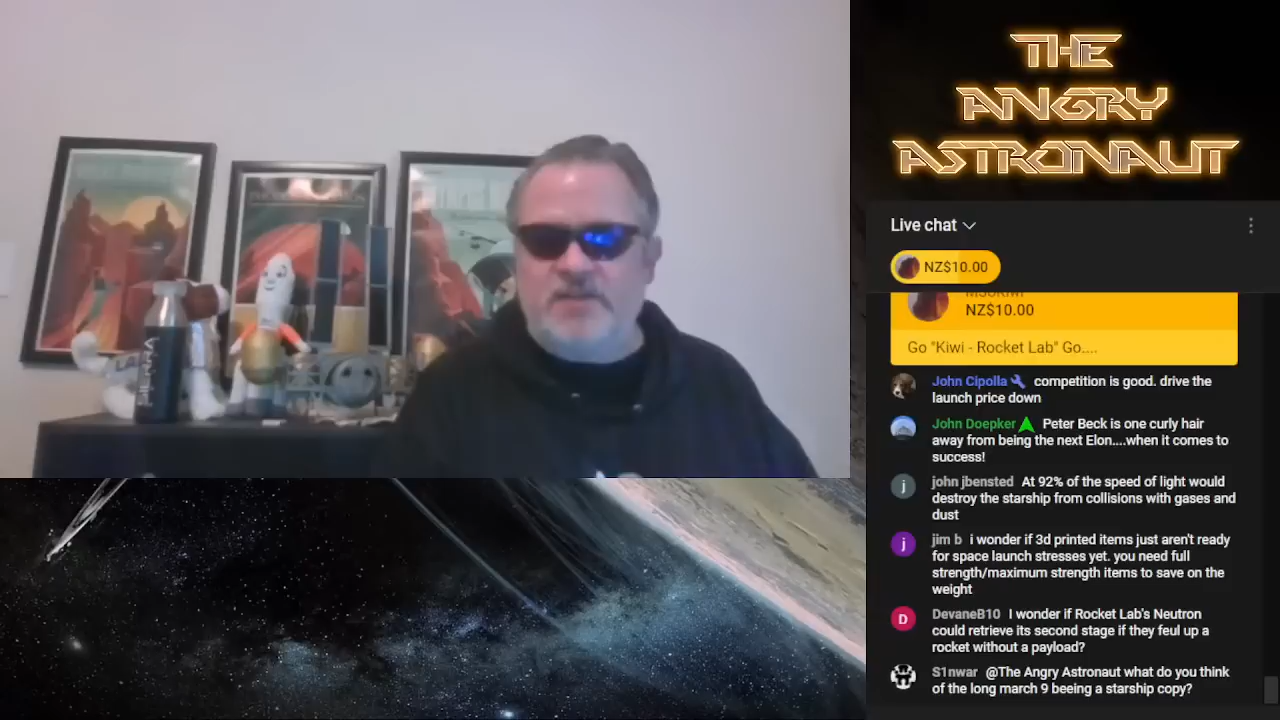 THE
ANGRY
ASTRONAUT
Live chat
NZ$10.00
MSOKIWI
NZ$10.00
Go "Kiwi - Rocket Lab" Go....
John Cipolla competition is good. drive the
launch price down
John Doepker Peter Beck is one curly hair
away from being the next Elon....when it comes to
success!
j john jbensted At 92% of the speed of light would
destroy the starship from collisions with gases and
dust
j jim b i wonder if 3d printed items just aren't ready
for space launch stresses yet. you need full
strength/maximum strength items to save on the
weight
D DevaneB10 I wonder if Rocket Lab's Neutron
could retrieve its second stage if they feul up a
rocket without a payload?
S1nwar @The Angry Astronaut what do you think
of the long march 9 beeing a starship copy?